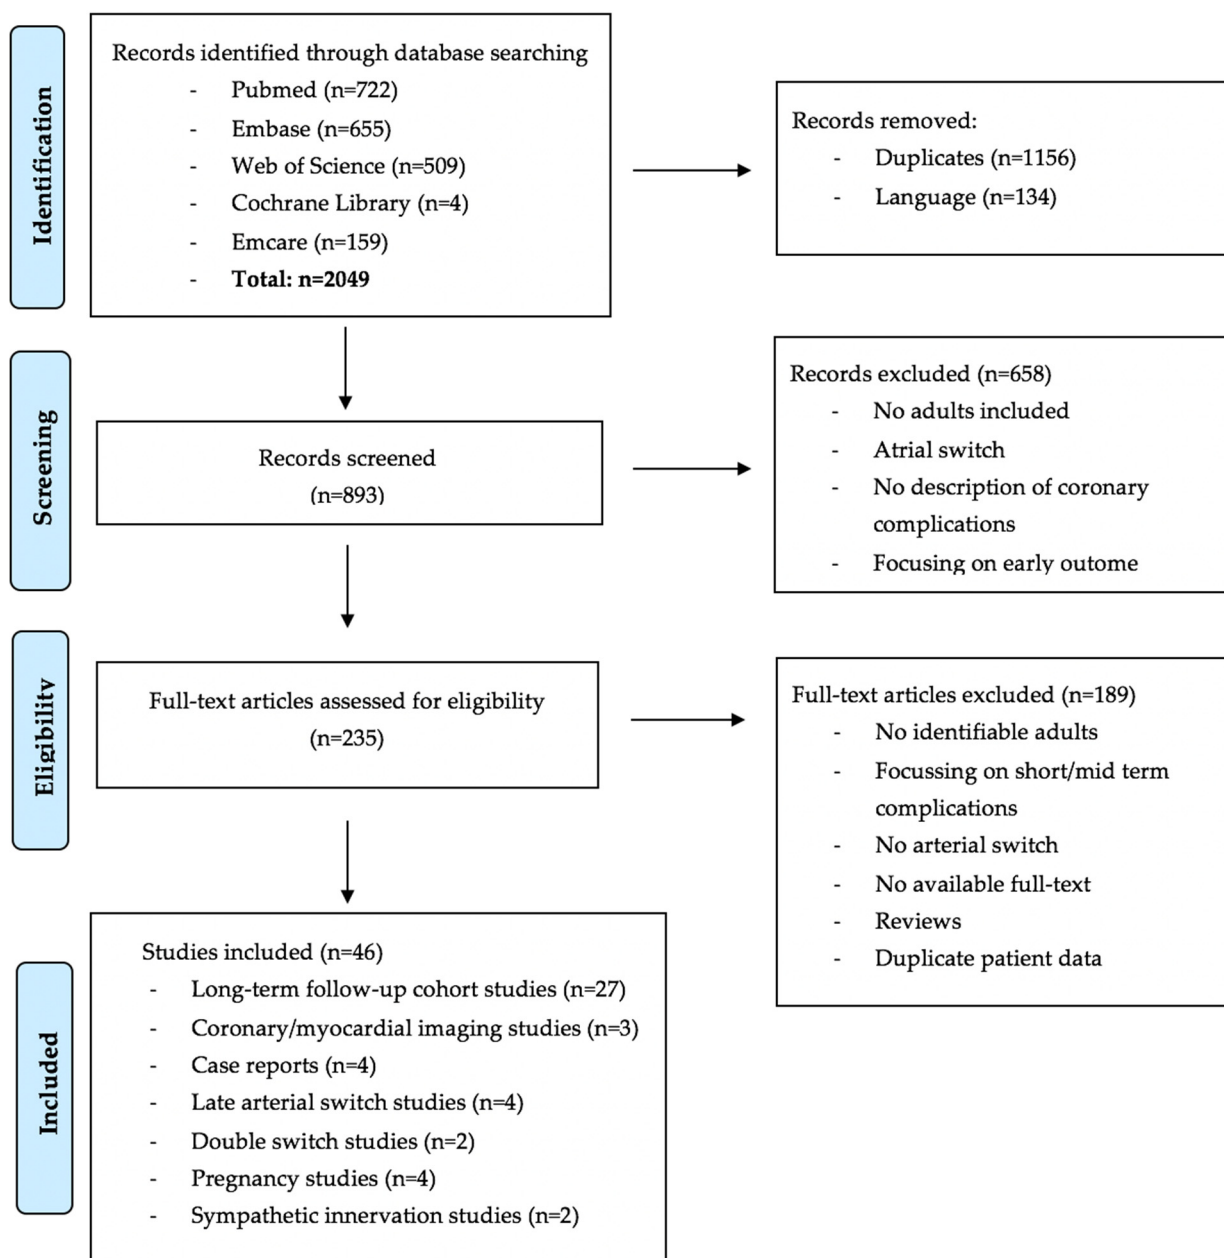 Identification
Records identified through database searching
- Pubmed (n=722)
- Embase (n=655)
- Web of Science (n=509)
- Cochrane Library (n=4)
- Emcare (n=159)
- Total: n=2049
Records removed:
- Duplicates (n=1156)
- Language (n=134)
Screening
Records screened
(n=893)
Records excluded (n=658)
- No adults included
- Atrial switch
- No description of coronary
complications
- Focusing on early outome
Eligibility
Full-text articles assessed for eligibility
(n=235)
Full-text articles excluded (n=189)
- No identifiable adults
- Focussing on short/mid term
complications
- No arterial switch
- No available full-text
- Reviews
- Duplicate patient data
Included
Studies included (n=46)
- Long-term follow-up cohort studies (n=27)
- Coronary/myocardial imaging studies (n=3)
- Case reports (n=4)
- Late arterial switch studies (n=4)
- Double switch studies (n=2)
- Pregnancy studies (n=4)
- Sympathetic innervation studies (n=2)